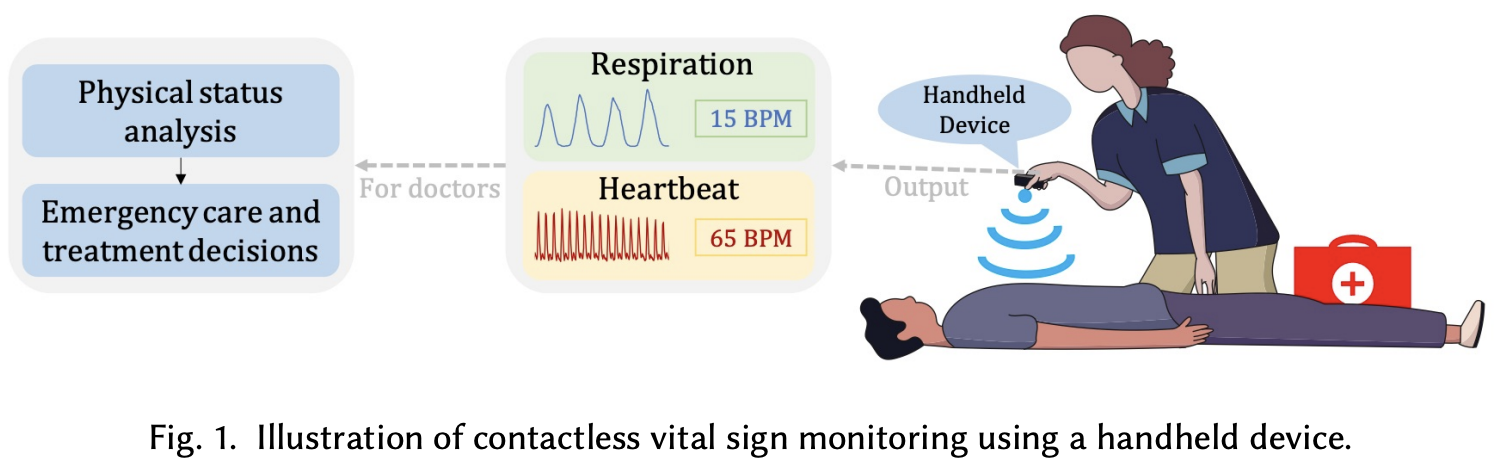 Physical status
analysis
Emergency care and
treatment decisions
For doctors
Respiration
15 BPM
Heartbeat
65 BPM
Output
Handheld
Device
Fig. 1. Illustration of contactless vital sign monitoring using a handheld device.